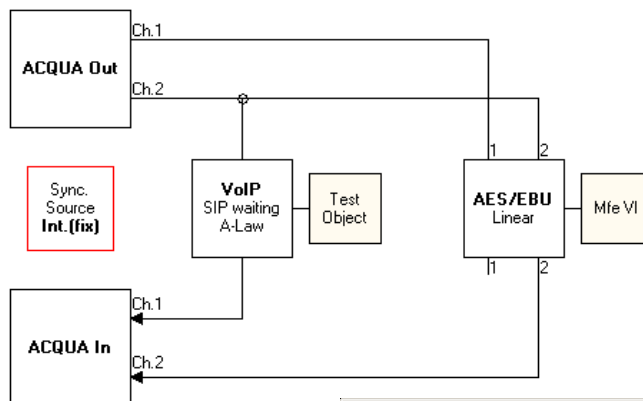 Ch.1
ACQUA Out
Ch.2
1
2
Sync.
Source
Int.(fix)
VoIP
SIP waiting
A-Law
Test
Object
AES/EBU
Linear
Mfe VI
1
2
Ch.1
ACQUA In
Ch.2